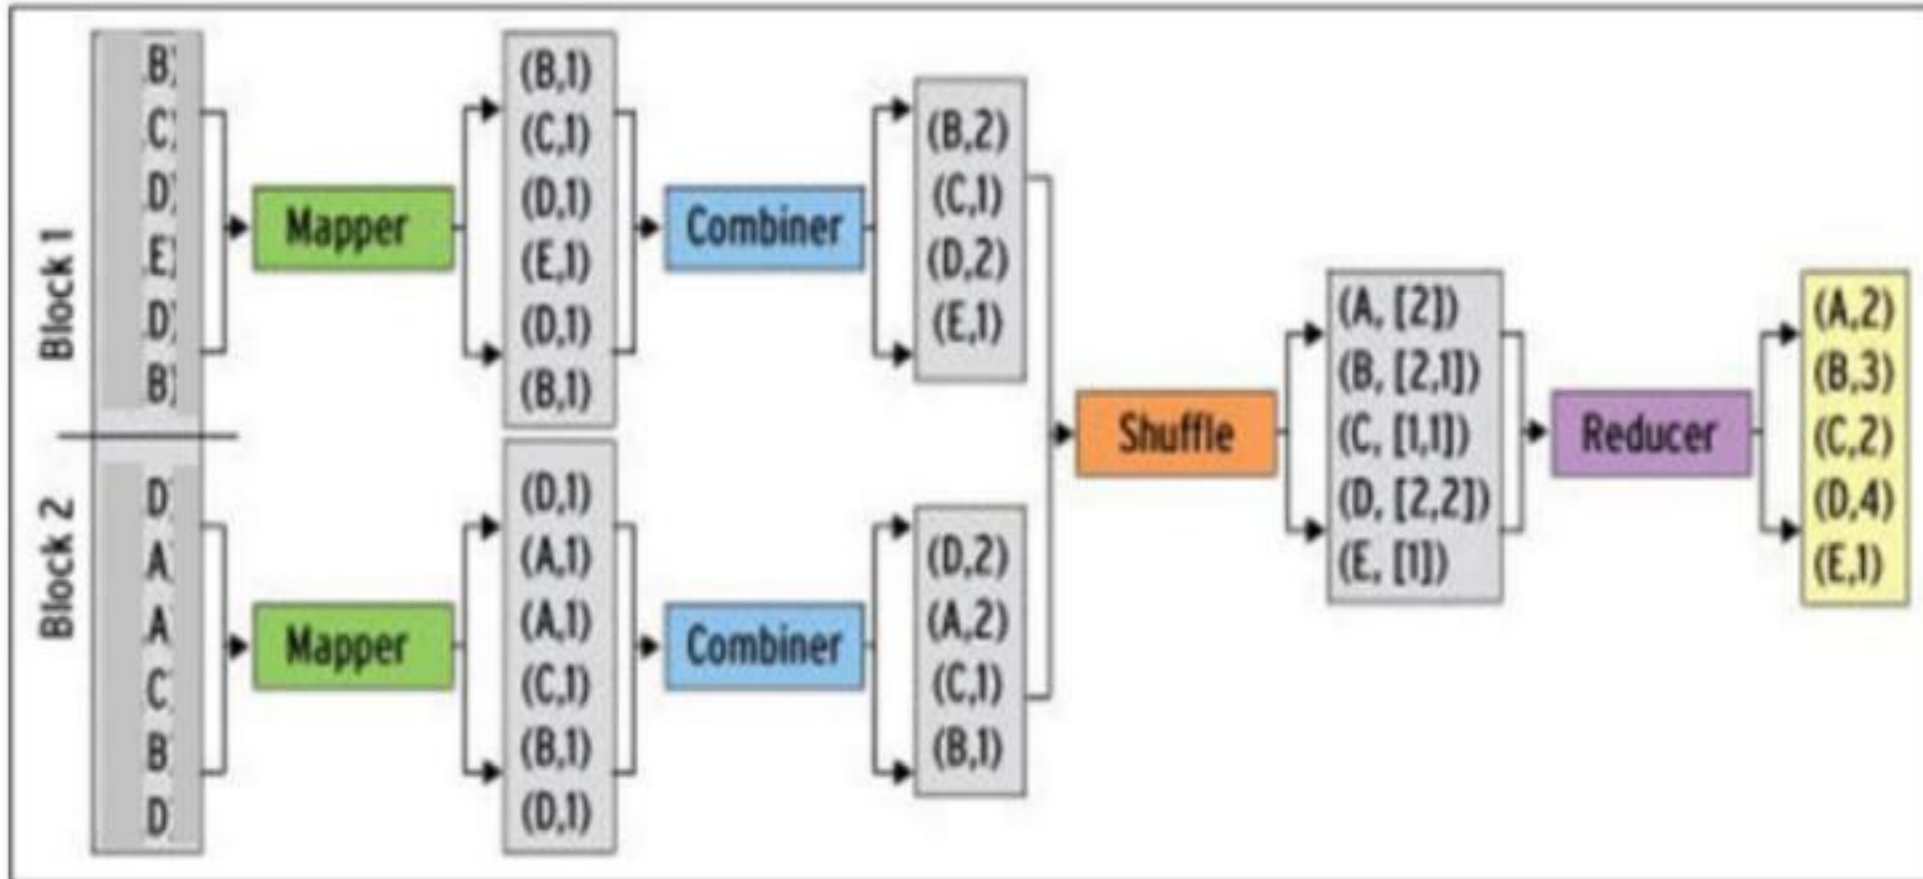 Block 1
B)
C)
D)
E)
D)
B)
Mapper
(B,1)
(C,1)
(D,1)
(E,1)
(D,1)
(B,1)
Combiner
(B,2)
(C,1)
(D,2)
(E,1)
Block 2
D
A
A
C
B
D
Mapper
(D,1)
(A,1)
(A,1)
(C,1)
(B,1)
(D,1)
Combiner
(D,2)
(A,2)
(C,1)
(B,1)
Shuffle
(A, [2])
(B, [2,1])
(C, [1,1])
(D, [2,2])
(E, [1])
Reducer
(A,2)
(B,3)
(C,2)
(D,4)
(E,1)